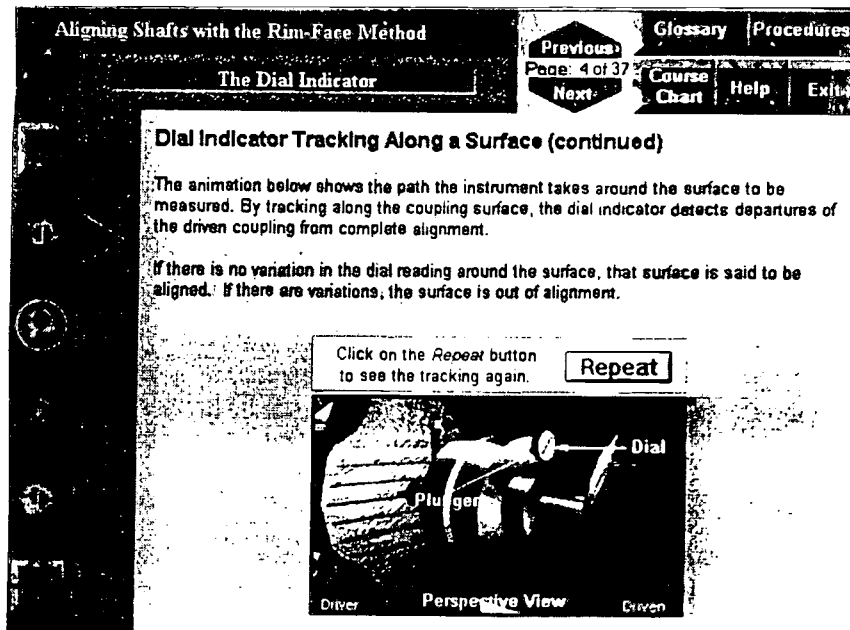 Aligning Shafts with the Rim-Face Method
The Dial Indicator
Previous
Page: 4 of 37
Next
Glossary
Procedures
Course
Chart
Help
Exit
Dial Indicator Tracking Along a Surface (continued)
The animation below shows the path the instrument takes around the surface to be
measured. By tracking along the coupling surface, the dial indicator detects departures of
the driven coupling from complete alignment.
If there is no variation in the dial reading around the surface, that surface is said to be
aligned. If there are variations, the surface is out of alignment.
Click on the Repeat button
to see the tracking again.
Repeat
Dial
Plunger
Driver
Perspective View
Driven